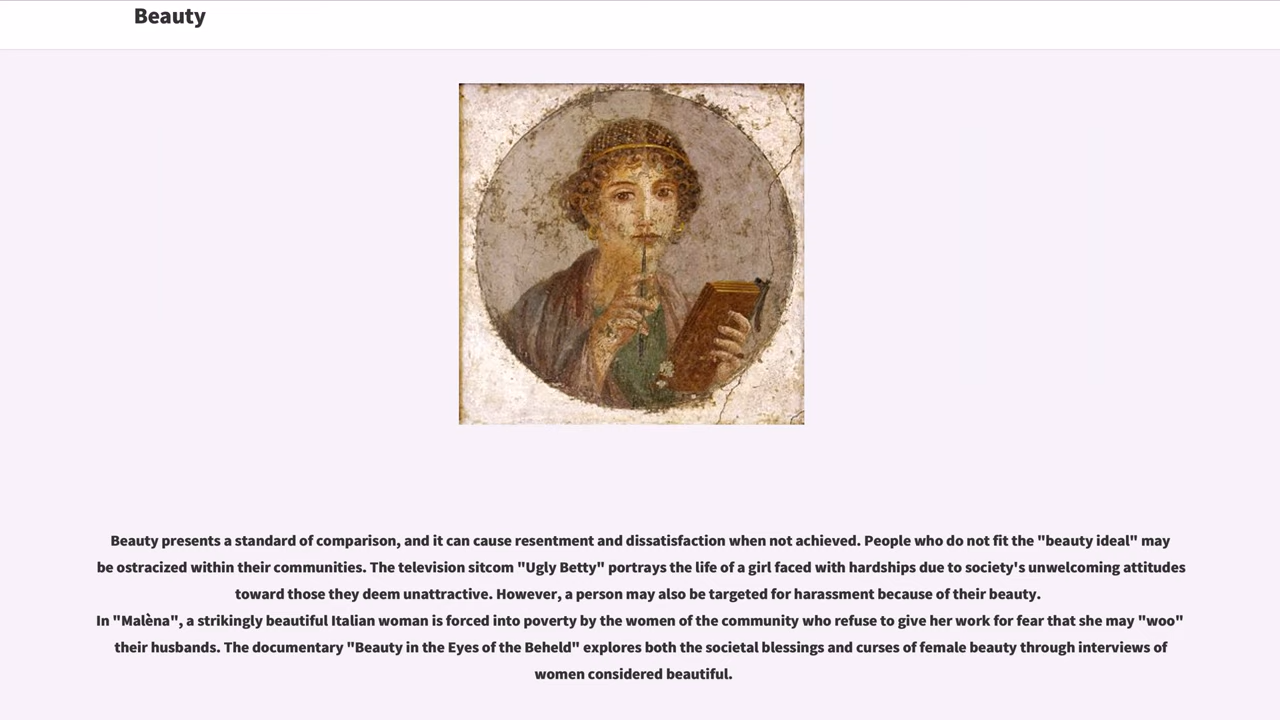 Beauty
Beauty presents a standard of comparison, and it can cause resentment and dissatisfaction when not achieved. People who do not fit the "beauty ideal" may
be ostracized within their communities. The television sitcom "Ugly Betty" portrays the life of a girl faced with hardships due to society's unwelcoming attitudes
toward those they deem unattractive. However, a person may also be targeted for harassment because of their beauty.
In "Malèna", a strikingly beautiful Italian woman is forced into poverty by the women of the community who refuse to give her work for fear that she may "woo"
their husbands. The documentary "Beauty in the Eyes of the Beheld" explores both the societal blessings and curses of female beauty through interviews of
women considered beautiful.